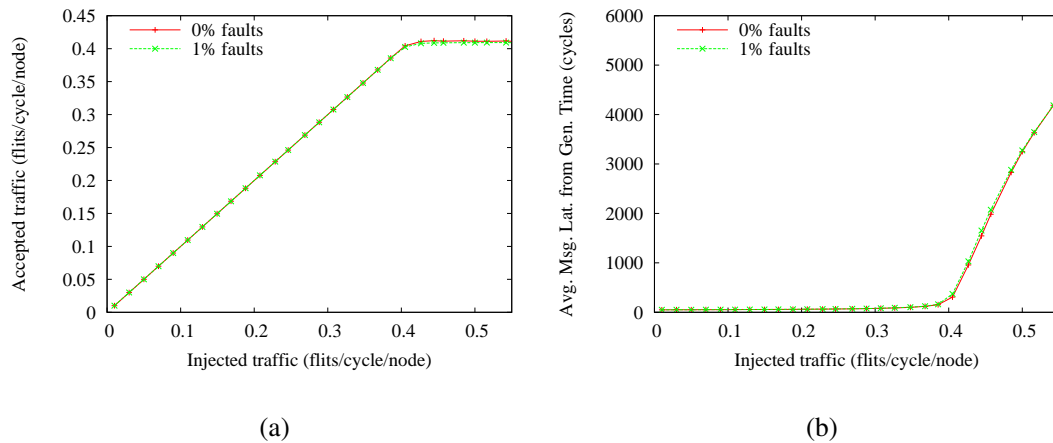 Accepted traffic (flits/cycle/node)
0.45
0.4
0.35
0.3
0.25
0.2
0.15
0.1
0.05
0
0% faults
1% faults
0
0.1
0.2
0.3
0.4
0.5
Injected traffic (flits/cycle/node)
(a)
Avg. Msg. Lat. from Gen. Time (cycles)
6000
5000
4000
3000
2000
1000
0
0% faults
1% faults
0
0.1
0.2
0.3
0.4
0.5
Injected traffic (flits/cycle/node)
(b)